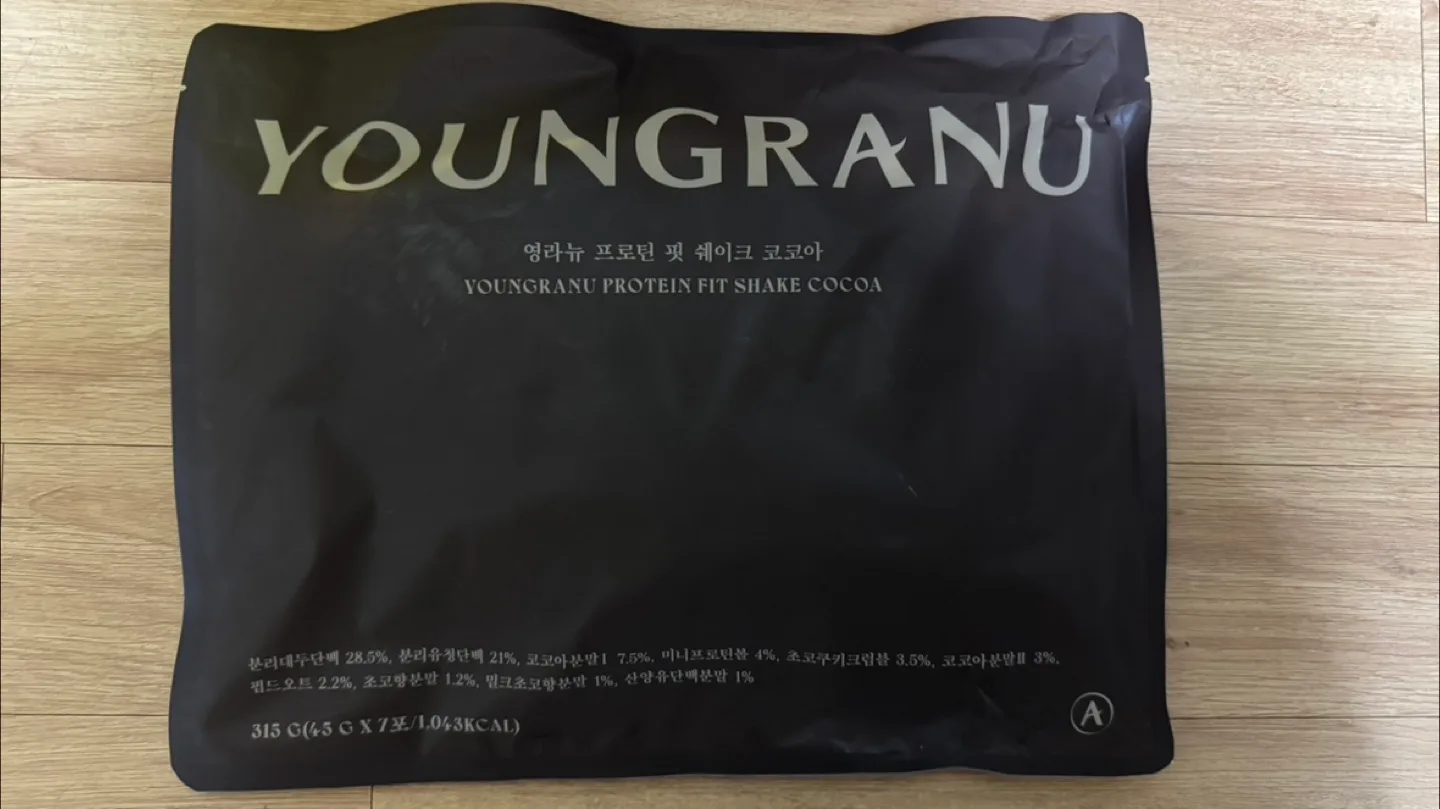 YOUNGRANU
영라뉴 프로틴 핏 쉐이크 코코아
YOUNGRANU PROTEIN FIT SHAKE COCOA
분리대두단백 28.5%, 분리유청단백 21%, 코코아분말Ⅰ 7.5%, 미니프로틴볼 4%, 초코쿠키크럼블 3.5%, 코코아분말Ⅱ 3%,
펍드오트 2.2%, 초코향분말 1.2%, 밀크초코향분말 1%, 산양유단백분말 1%
315 G(45 G X 7포/1.043KCAL)
A